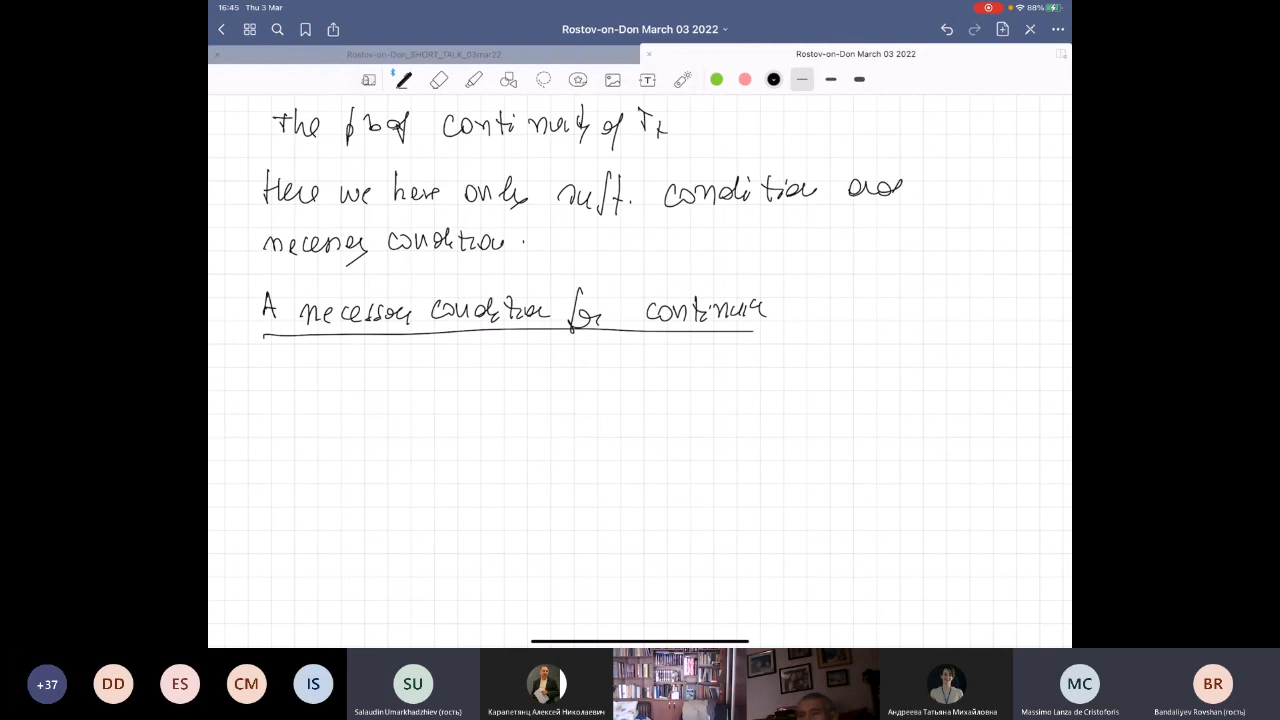 16:45 Thu 3 Mar
88%
Rostov-on-Don March 03 2022
Rostov-on-Don_SHORT_TALK_03mar22
Rostov-on-Don March 03 2022
The proof continuity of
Here we have only suff. condition and
necessary condition.
A necessary condition for continuity
+37
DD
ES
CM
IS
SU
MC
BR
Salaudin Umarkhadzhiev (гость)
Карапетянц Алексей Николаевич
Андреева Татьяна Михайловна
Massimo Lanza de Cristoforis
Bandaliyev Rovshan (гость)